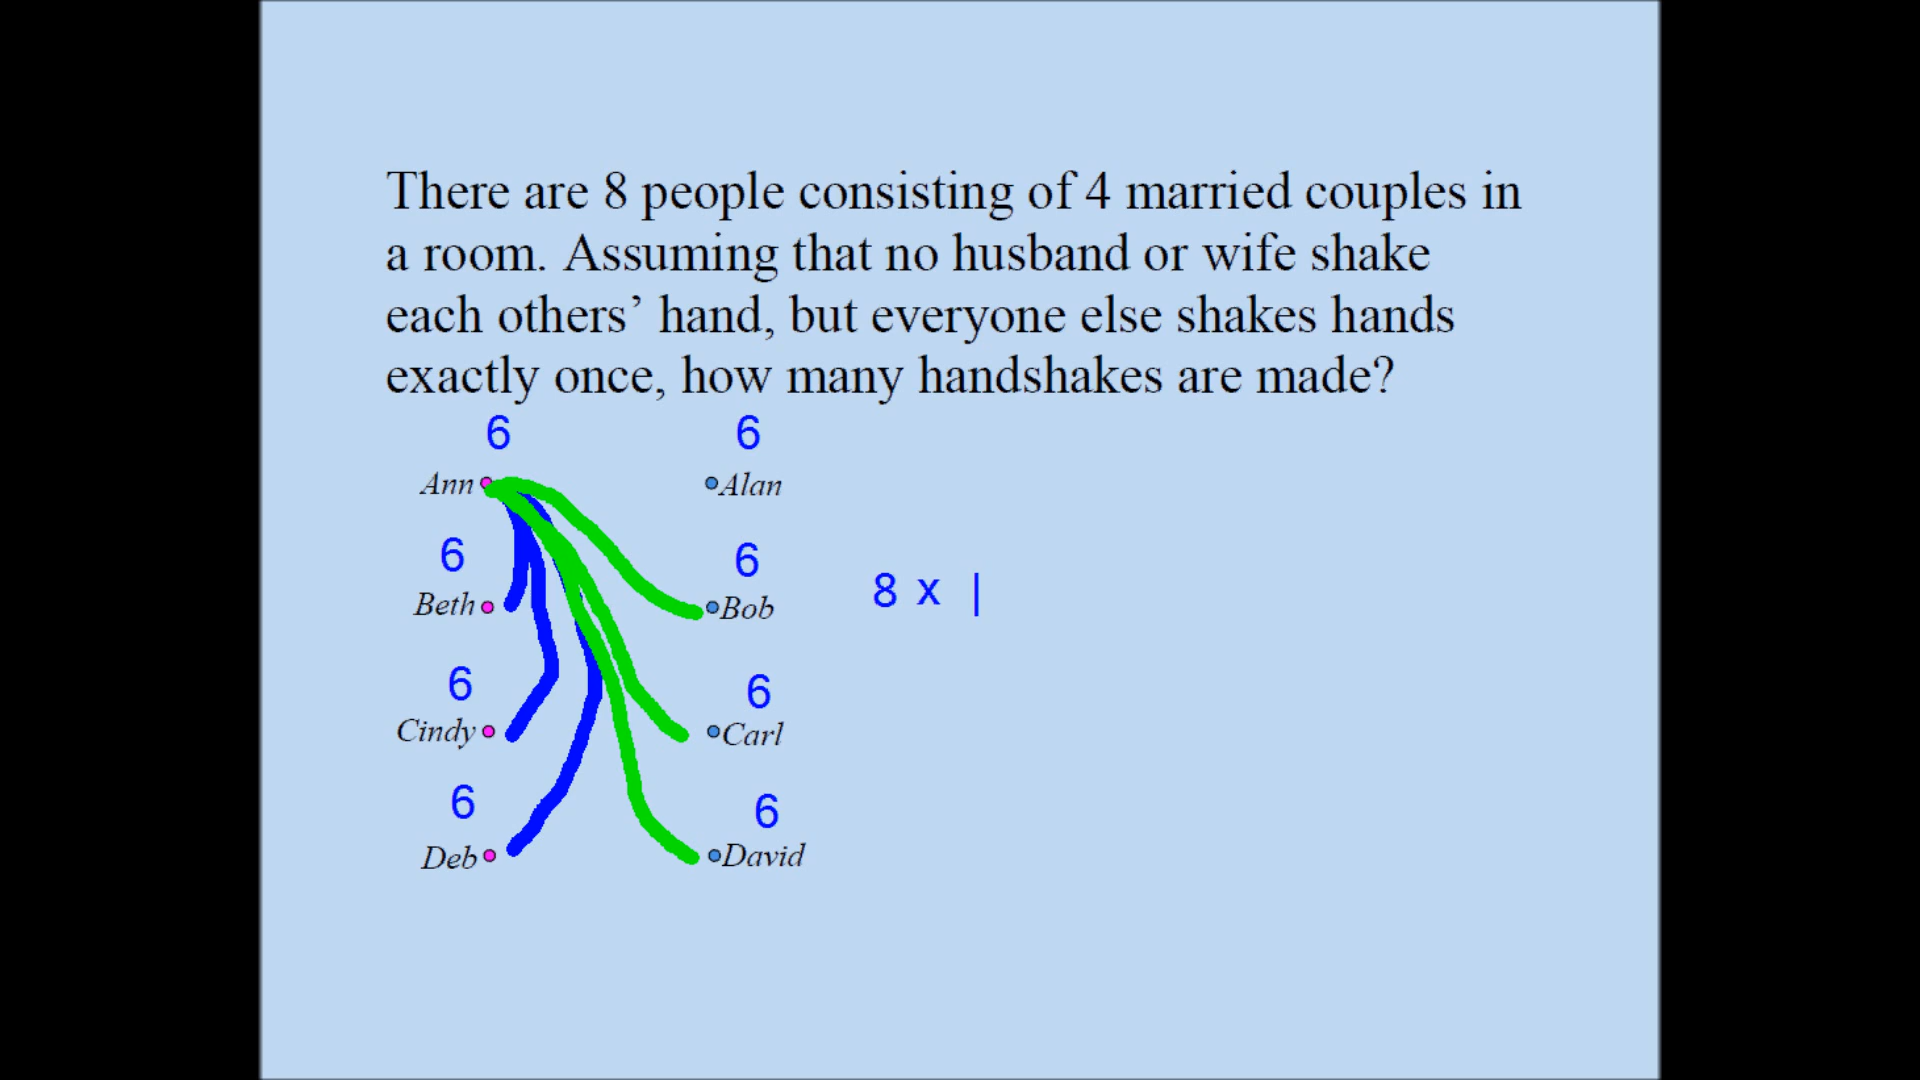 There are 8 people consisting of 4 married couples in
a room. Assuming that no husband or wife shake
each others’ hand, but everyone else shakes hands
exactly once, how many handshakes are made?
6 6
Ann Alan
6 6
Beth Bob
8 x
6 6
Cindy Carl
6 6
Deb David